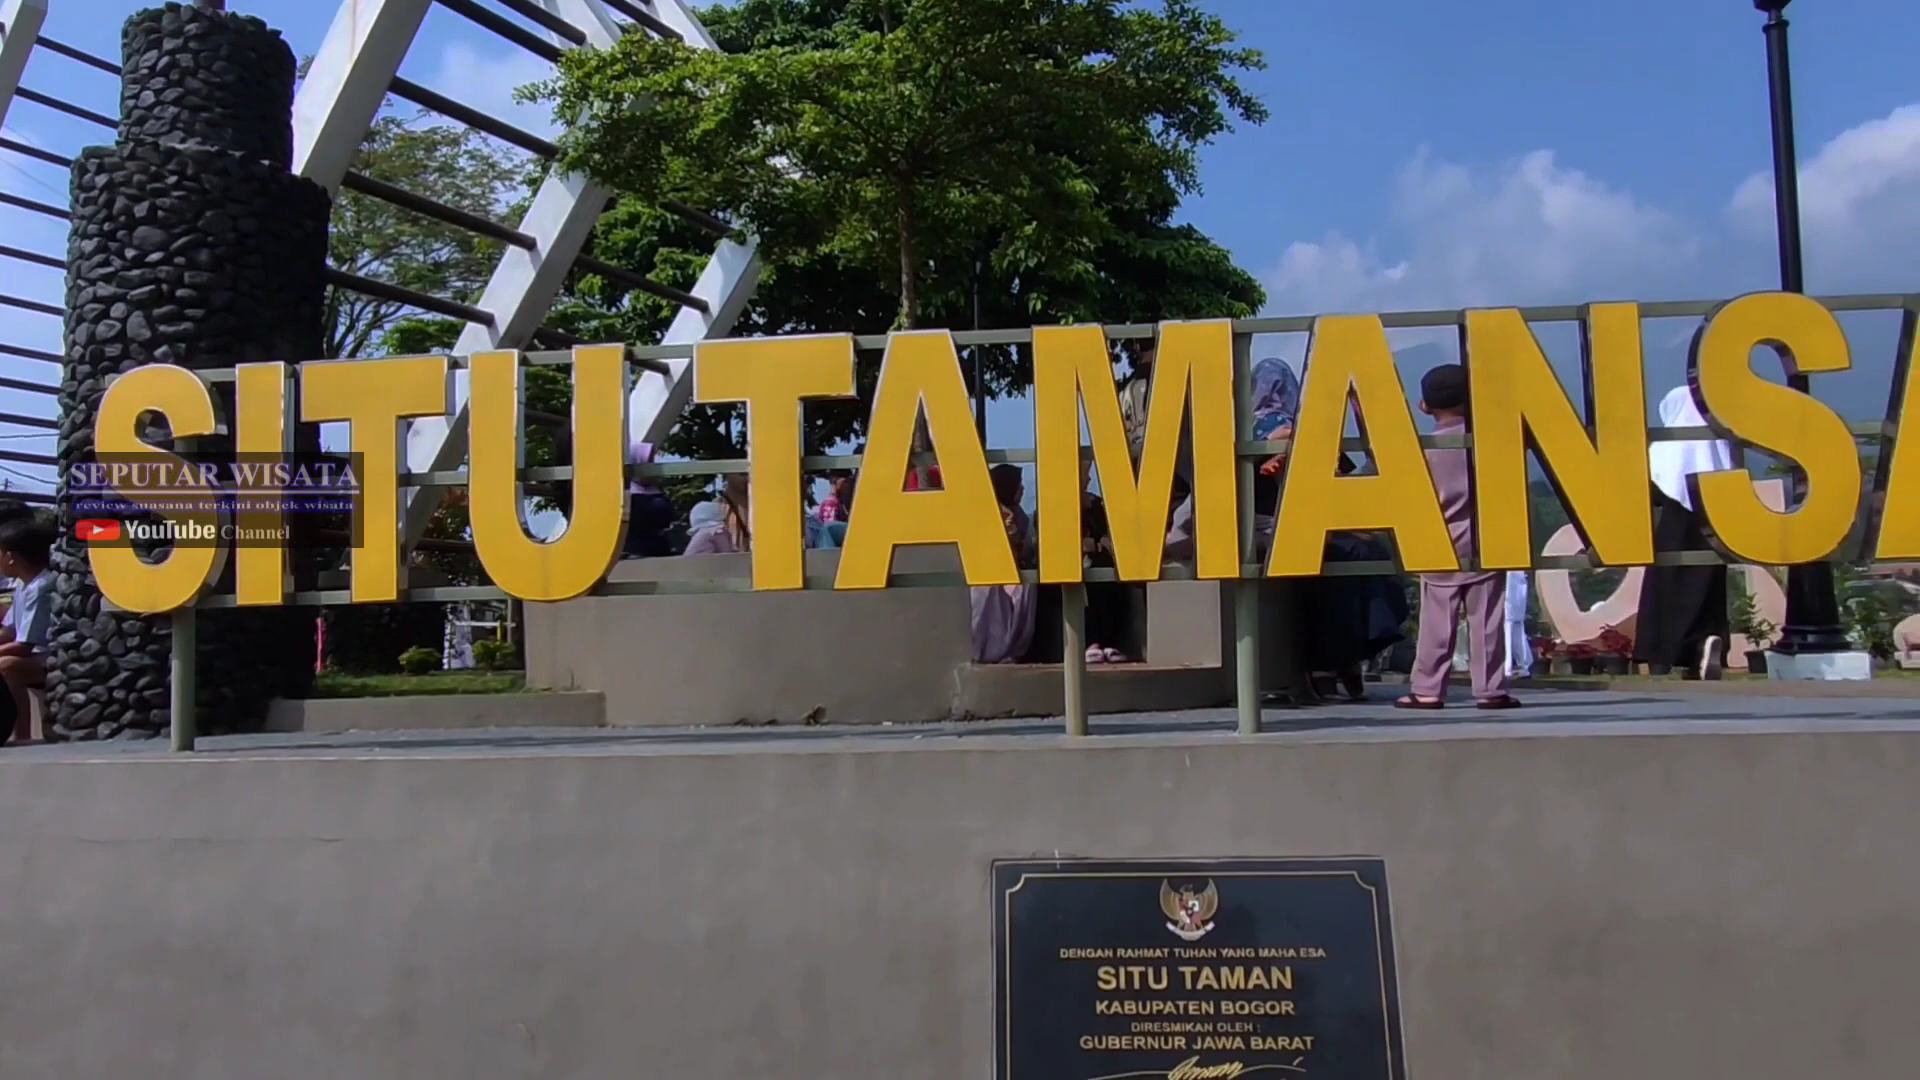 SITU TAMANSA
SEPUTAR WISATA
review suasana terkini objek wisata
YouTube Channel
DENGAN RAHMAT TUHAN YANG MAHA ESA
SITU TAMAN
KABUPATEN BOGOR
DIRESMIKAN OLEH :
GUBERNUR JAWA BARAT